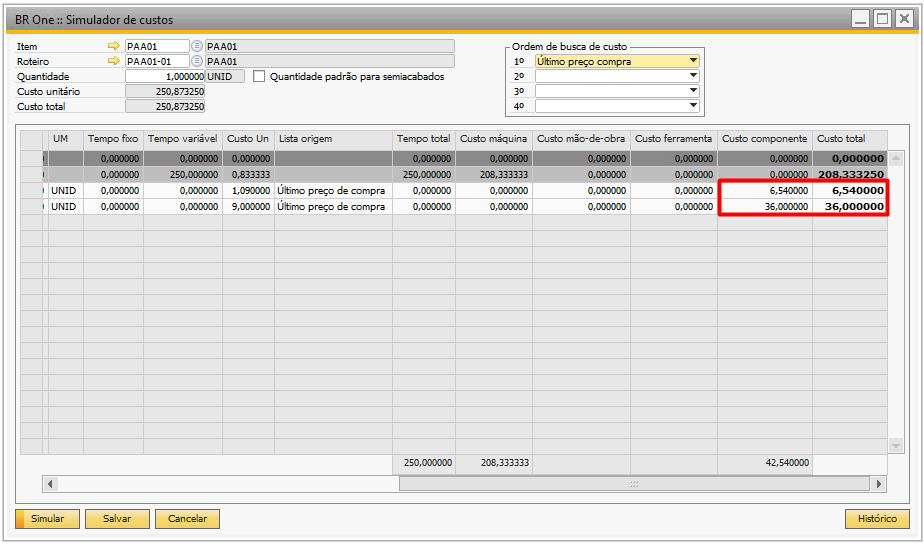 BR One :: Simulador de custos
Item PAA01 PAA01
Roteiro PAA01-01 PAA01
Quantidade 1,000000 UNID Quantidade padrão para semiacabados
Custo unitário 250,873250
Custo total 250,873250
Ordem de busca de custo
1º Último preço compra
2º
3º
4º
UM Tempo fixo Tempo variável Custo Un Lista origem Tempo total Custo máquina Custo mão-de-obra Custo ferramenta Custo componente Custo total
0,000000 0,000000 0,000000 0,000000 0,000000 0,000000 0,000000 0,000000 0,000000
0,000000 250,000000 0,833333 250,000000 208,333333 0,000000 0,000000 0,000000 208,333250
UNID 0,000000 0,000000 1,090000 Último preço de compra 0,000000 0,000000 0,000000 0,000000 6,540000 6,540000
UNID 0,000000 0,000000 9,000000 Último preço de compra 0,000000 0,000000 0,000000 0,000000 36,000000 36,000000
250,000000 208,333333 42,540000
Simular Salvar Cancelar Histórico